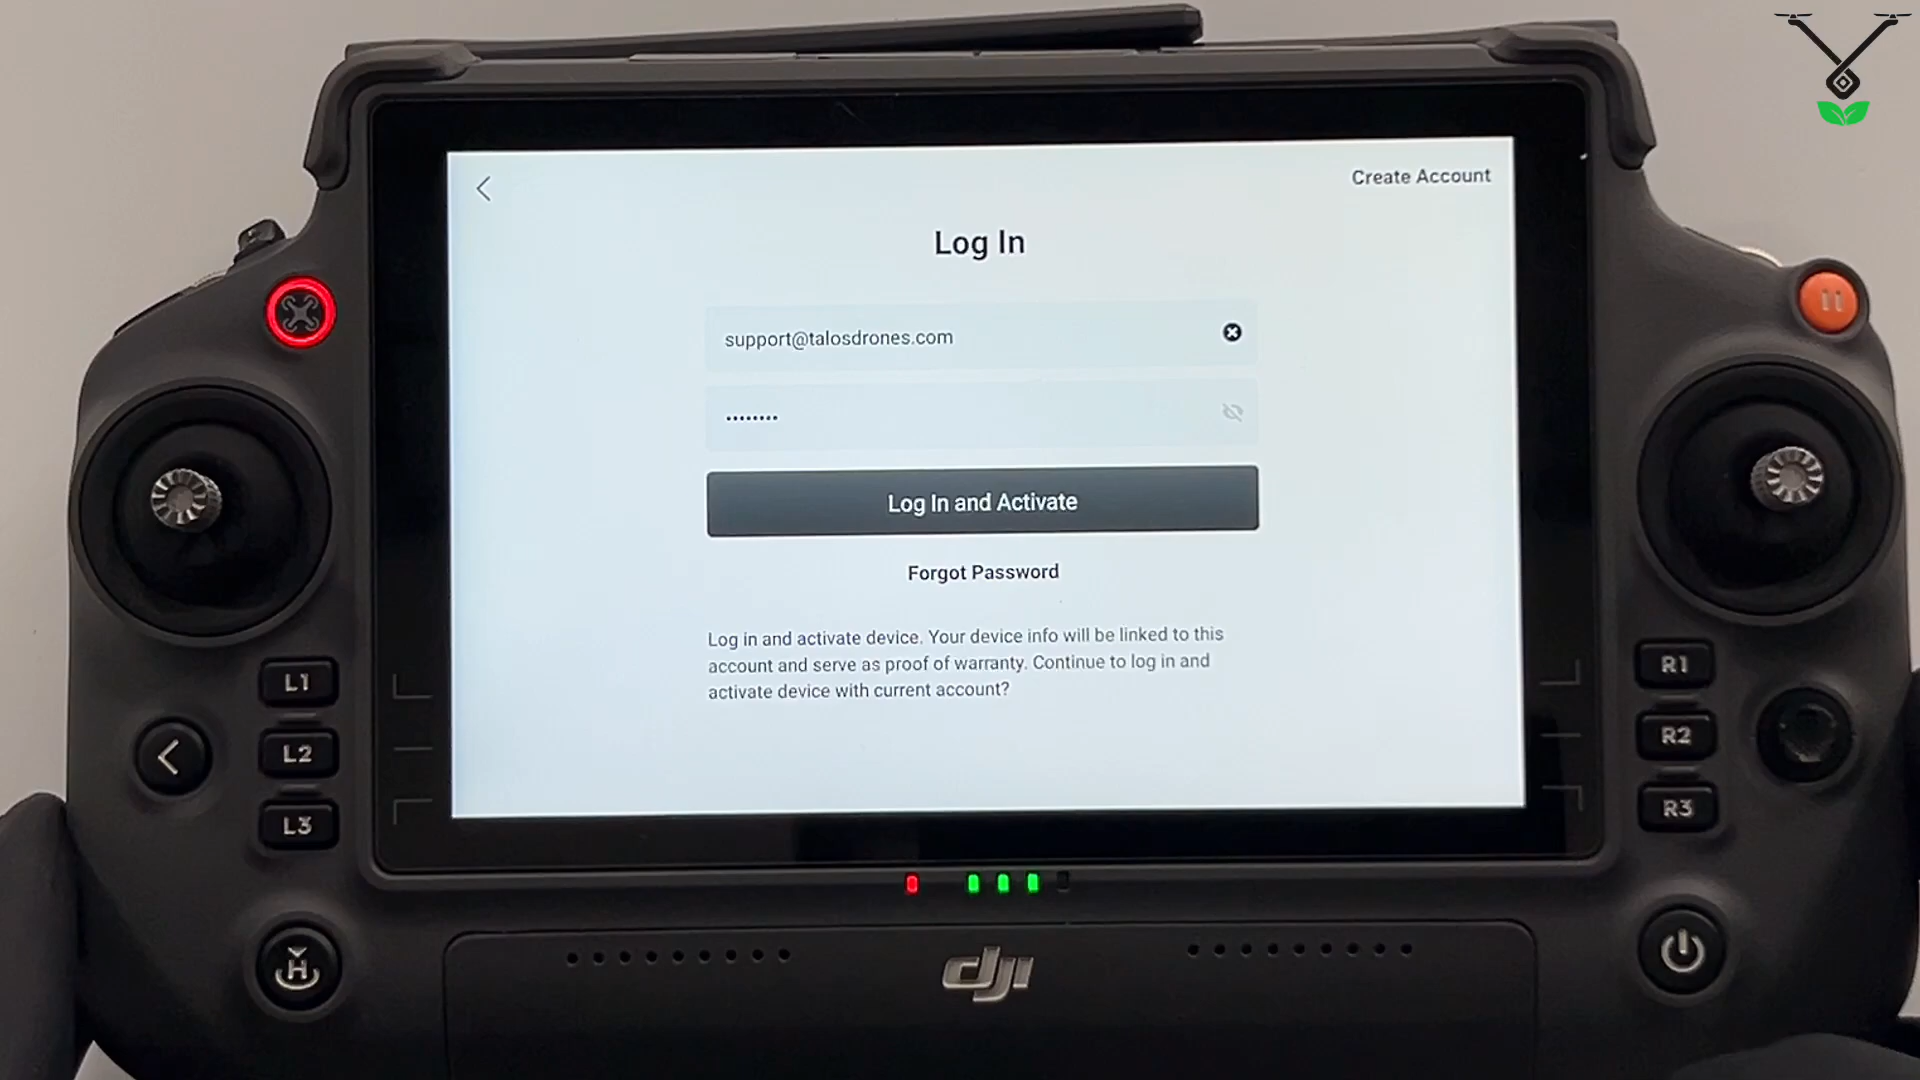 Create Account
Log In
support@talosdrones.com
••••••••
Log In and Activate
Forgot Password
Log in and activate device. Your device info will be linked to this
account and serve as proof of warranty. Continue to log in and
activate device with current account?
L1
L2
L3
R1
R2
R3
H
dji